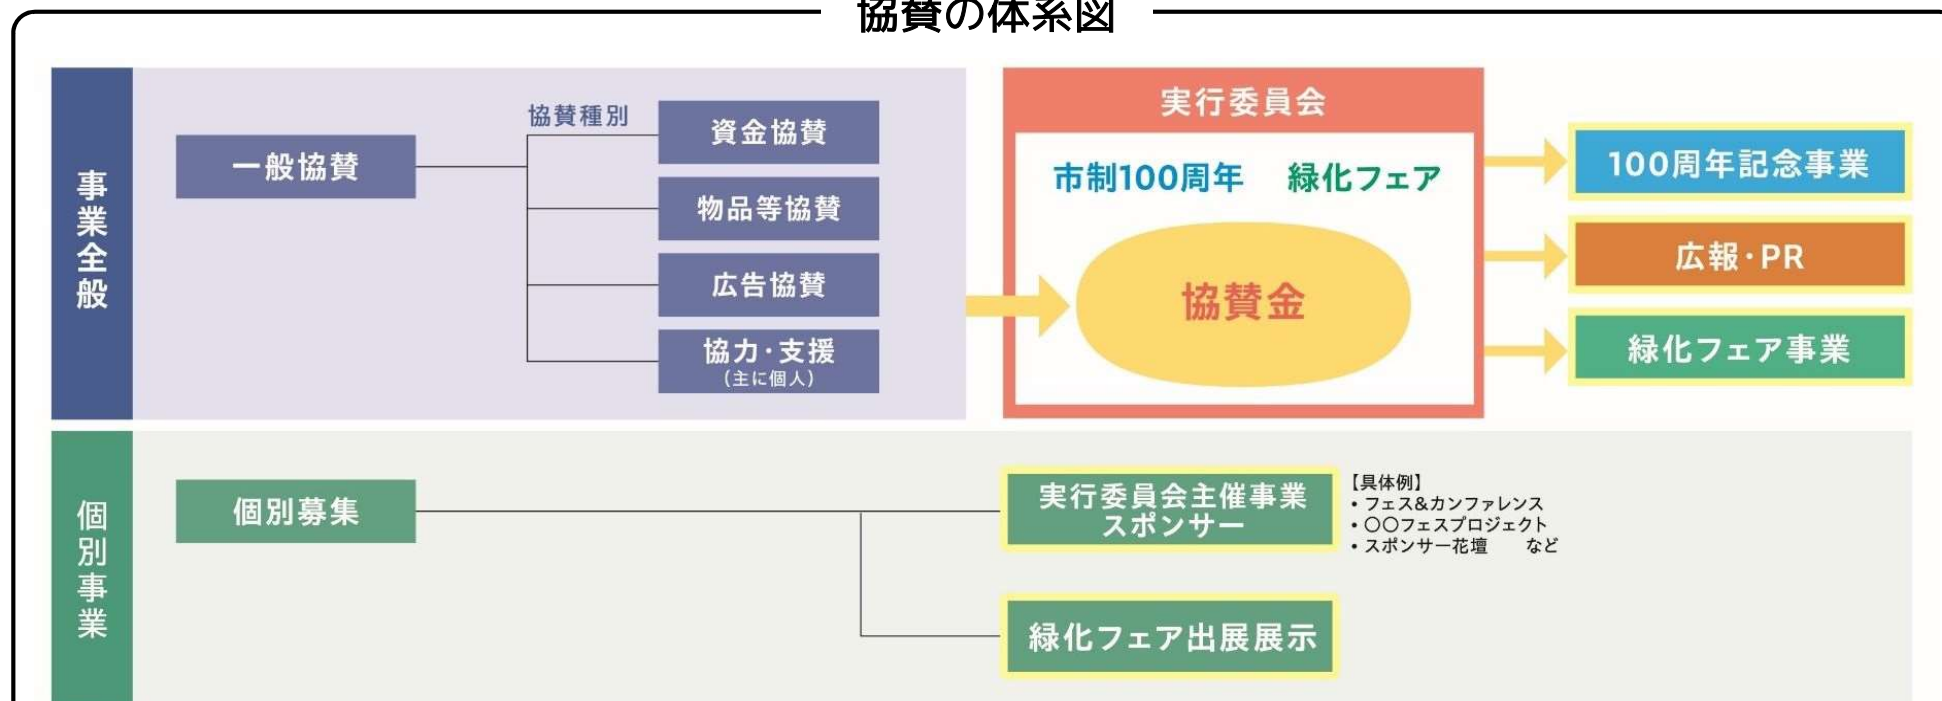 協賛の体系図
事業全般
一般協賛
協賛種別
資金協賛
物品等協賛
広告協賛
協力・支援
(主に個人)
実行委員会
市制100周年 緑化フェア
協賛金
100周年記念事業
広報・PR
緑化フェア事業
個別事業
個別募集
実行委員会主催事業
スポンサー
【具体例】
・フェス&カンファレンス
・〇〇フェスプロジェクト
・スポンサー花壇 など
緑化フェア出展展示